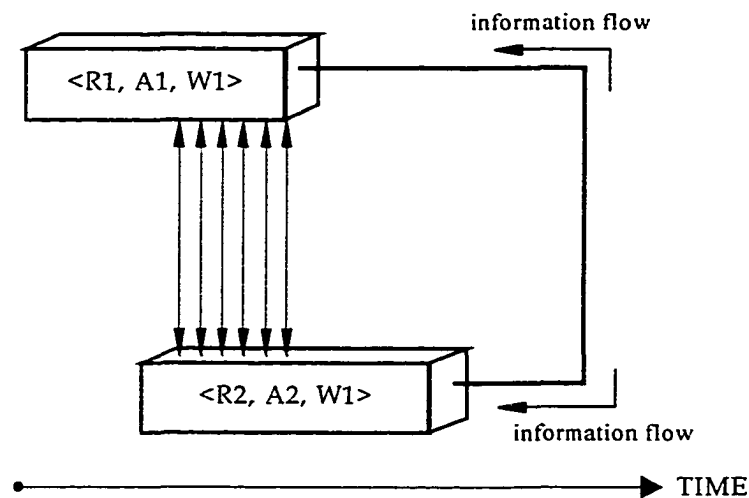 information flow
<R1, A1, W1>
<R2, A2, W1>
information flow
TIME